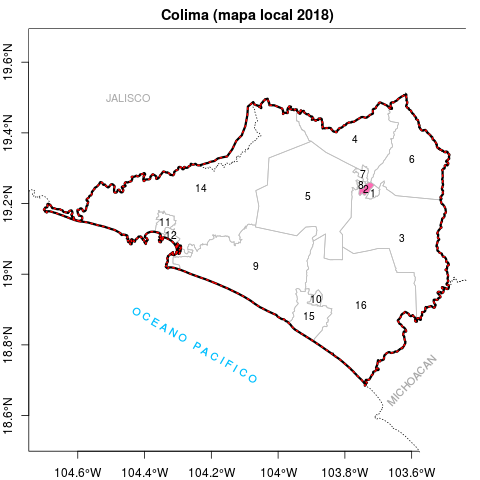 Colima (mapa local 2018)
19.6°N
19.4°N
19.2°N
19°N
18.8°N
18.6°N
JALISCO
4
6
7
14
8
2
1
5
11
12
3
9
10
16
15
OCEANO PACIFICO
MICHOACAN
104.6°W
104.4°W
104.2°W
104°W
103.8°W
103.6°W